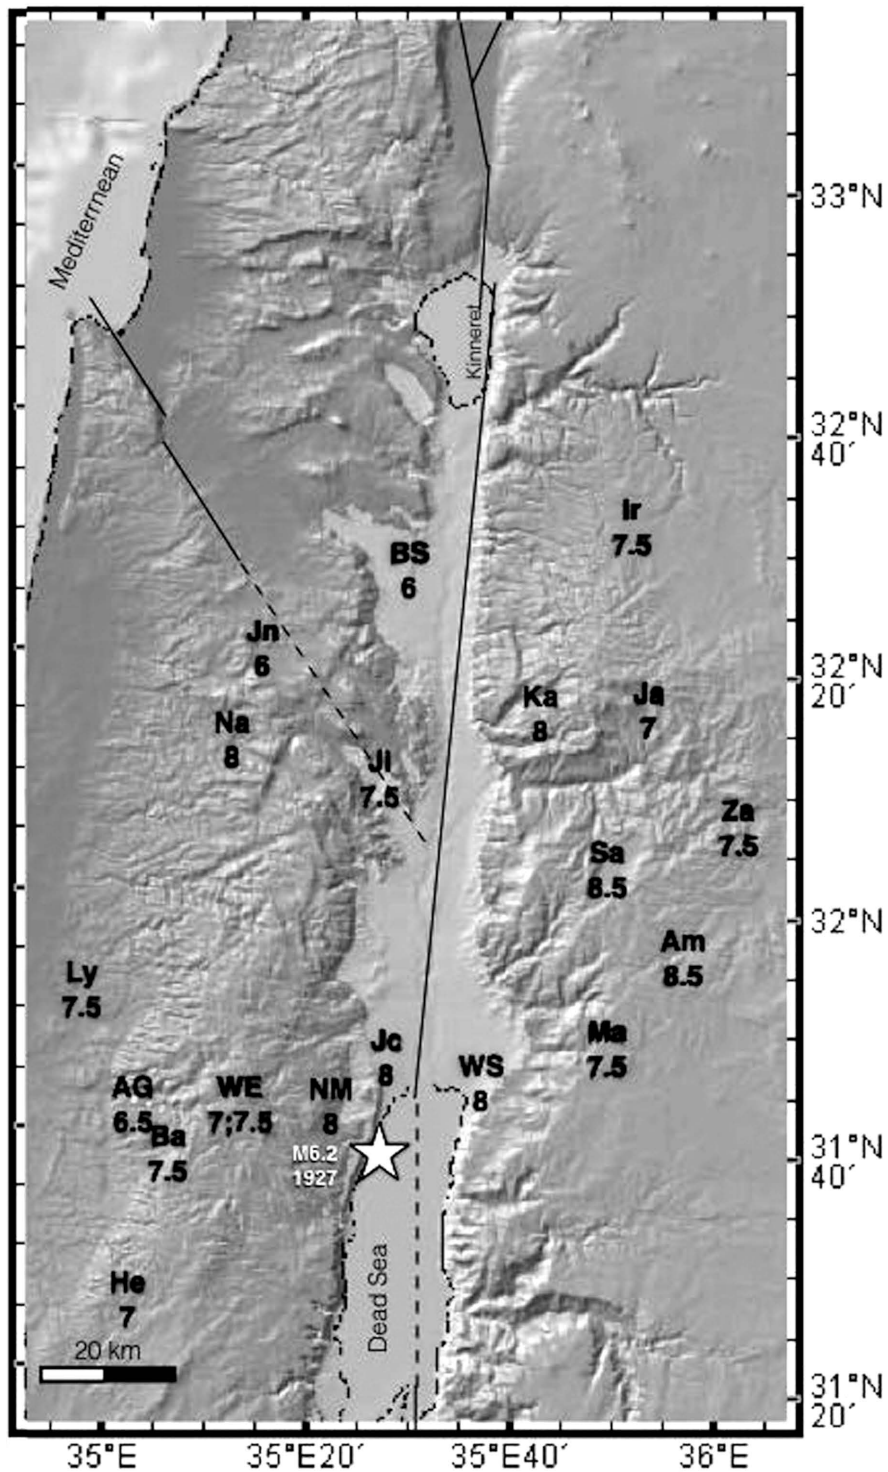 Mediterrnean
33°N
Kinneret
32°N
40´
Ir
7.5
BS
6
Jn
6
32°N
20´
Ka
8
Ja
7
Na
8
Jl
7.5
Za
7.5
Sa
8.5
32°N
Am
8.5
Ly
7.5
Ma
7.5
Jc
8
WS
8
AG
6.5
WE
7;7.5
NM
8
Ba
7.5
M6.2
1927
31°N
40´
Dead Sea
He
7
20 km
31°N
20´
35°E
35°E20´
35°E40´
36°E